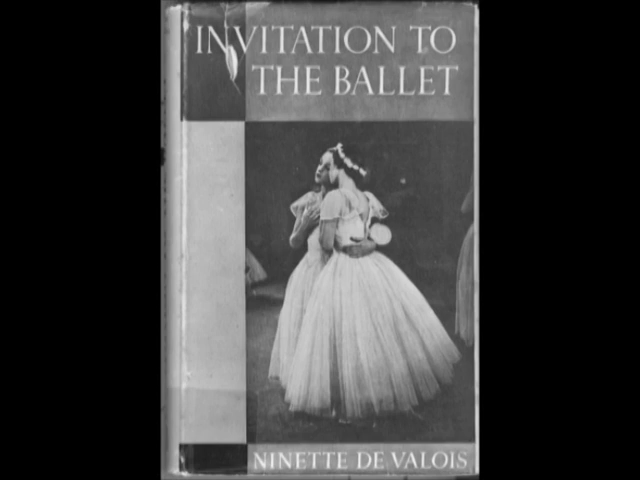 INVITATION TO
THE BALLET
NINETTE DE VALOIS